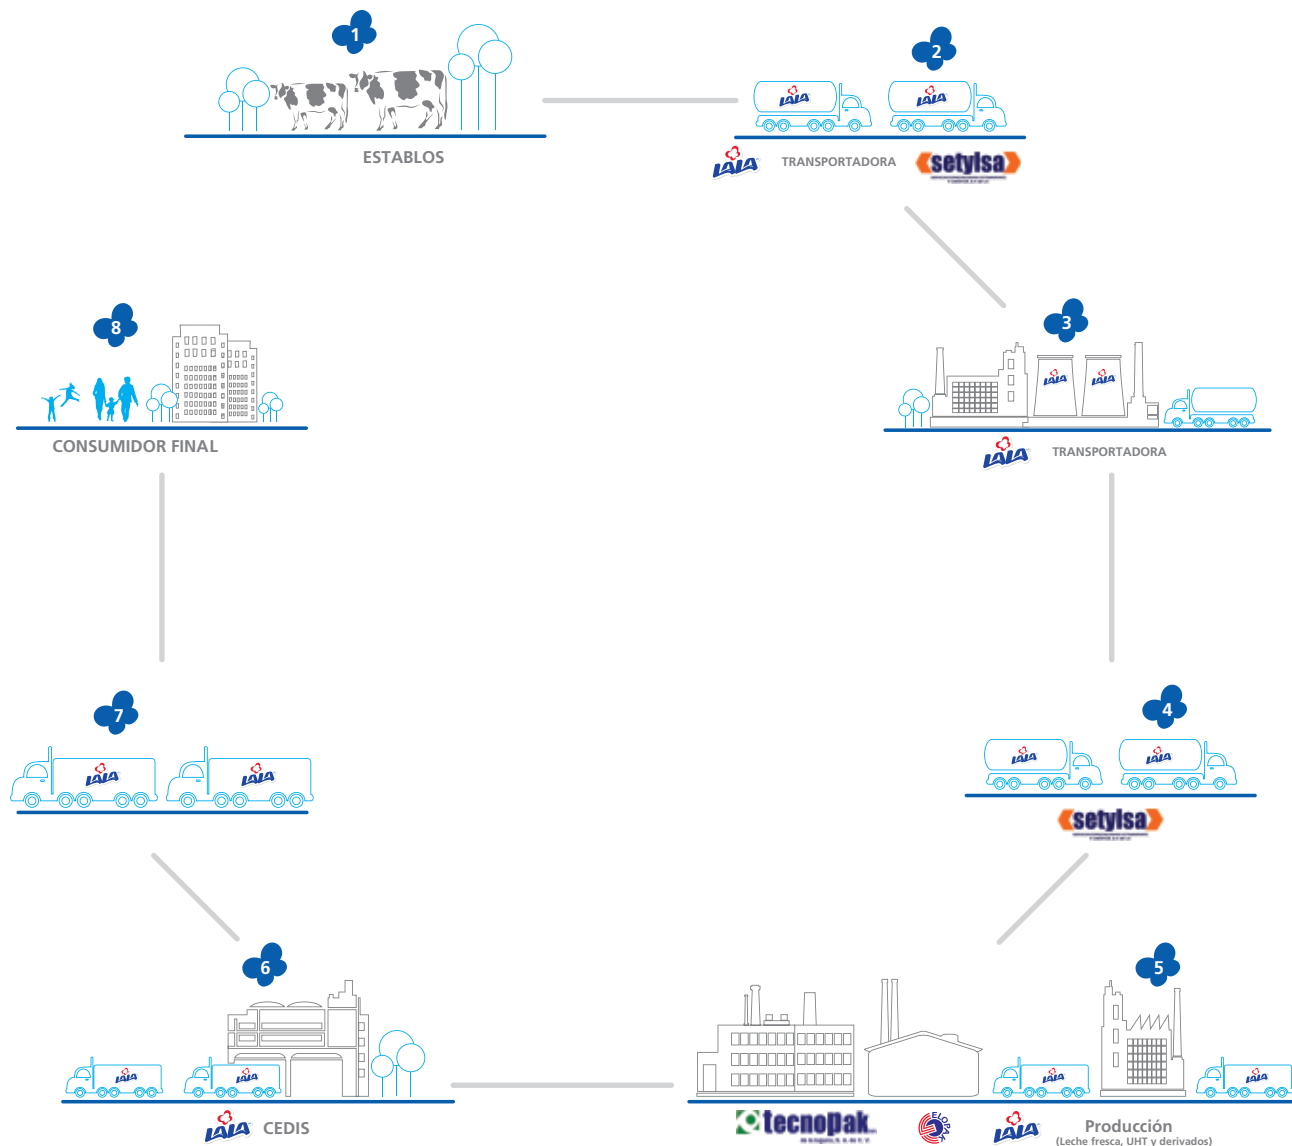 1
LALA
LALA
2
ESTABLOS
LALA
TRANSPORTADORA
setylsa
8
3
LALA
LALA
CONSUMIDOR FINAL
LALA
TRANSPORTADORA
7
4
LALA
LALA
LALA
LALA
setylsa
6
5
LALA
LALA
LALA
LALA
LALA
CEDIS
tecnopak
ELOPAK
LALA
Producción
(Leche fresca, UHT y derivados)